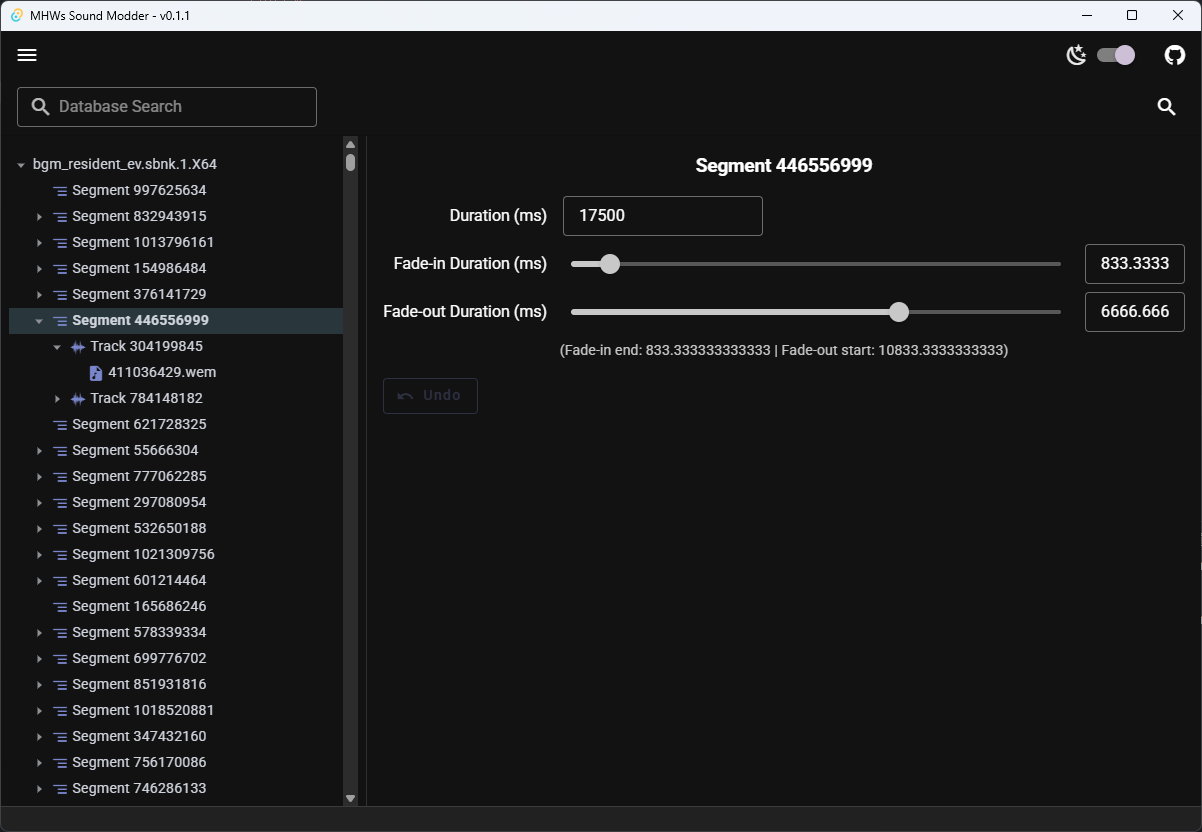 MHWs Sound Modder - v0.1.1
Database Search
bgm_resident_ev.sbnk.1.X64
Segment 997625634
Segment 832943915
Segment 1013796161
Segment 154986484
Segment 376141729
Segment 446556999
Track 304199845
411036429.wem
Track 784148182
Segment 621728325
Segment 55666304
Segment 777062285
Segment 297080954
Segment 532650188
Segment 1021309756
Segment 601214464
Segment 165686246
Segment 578339334
Segment 699776702
Segment 851931816
Segment 1018520881
Segment 347432160
Segment 756170086
Segment 746286133
Segment 446556999
Duration (ms) 17500
Fade-in Duration (ms) 833.3333
Fade-out Duration (ms) 6666.666
(Fade-in end: 833.333333333333 | Fade-out start: 10833.3333333333)
Undo